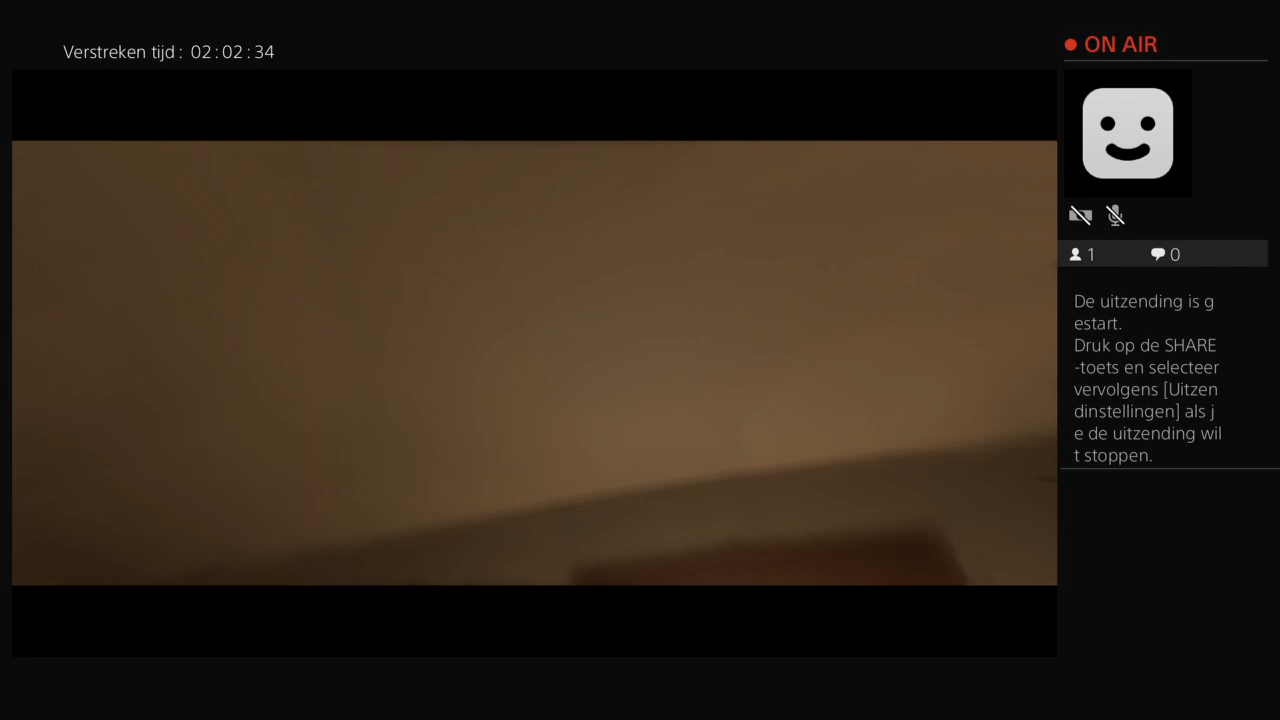 Verstreken tijd: 02:02:34
ON AIR
1
0
De uitzending is g
estart.
Druk op de SHARE
-toets en selecteer
vervolgens [Uitzen
dinstellingen] als j
e de uitzending wil
t stoppen.